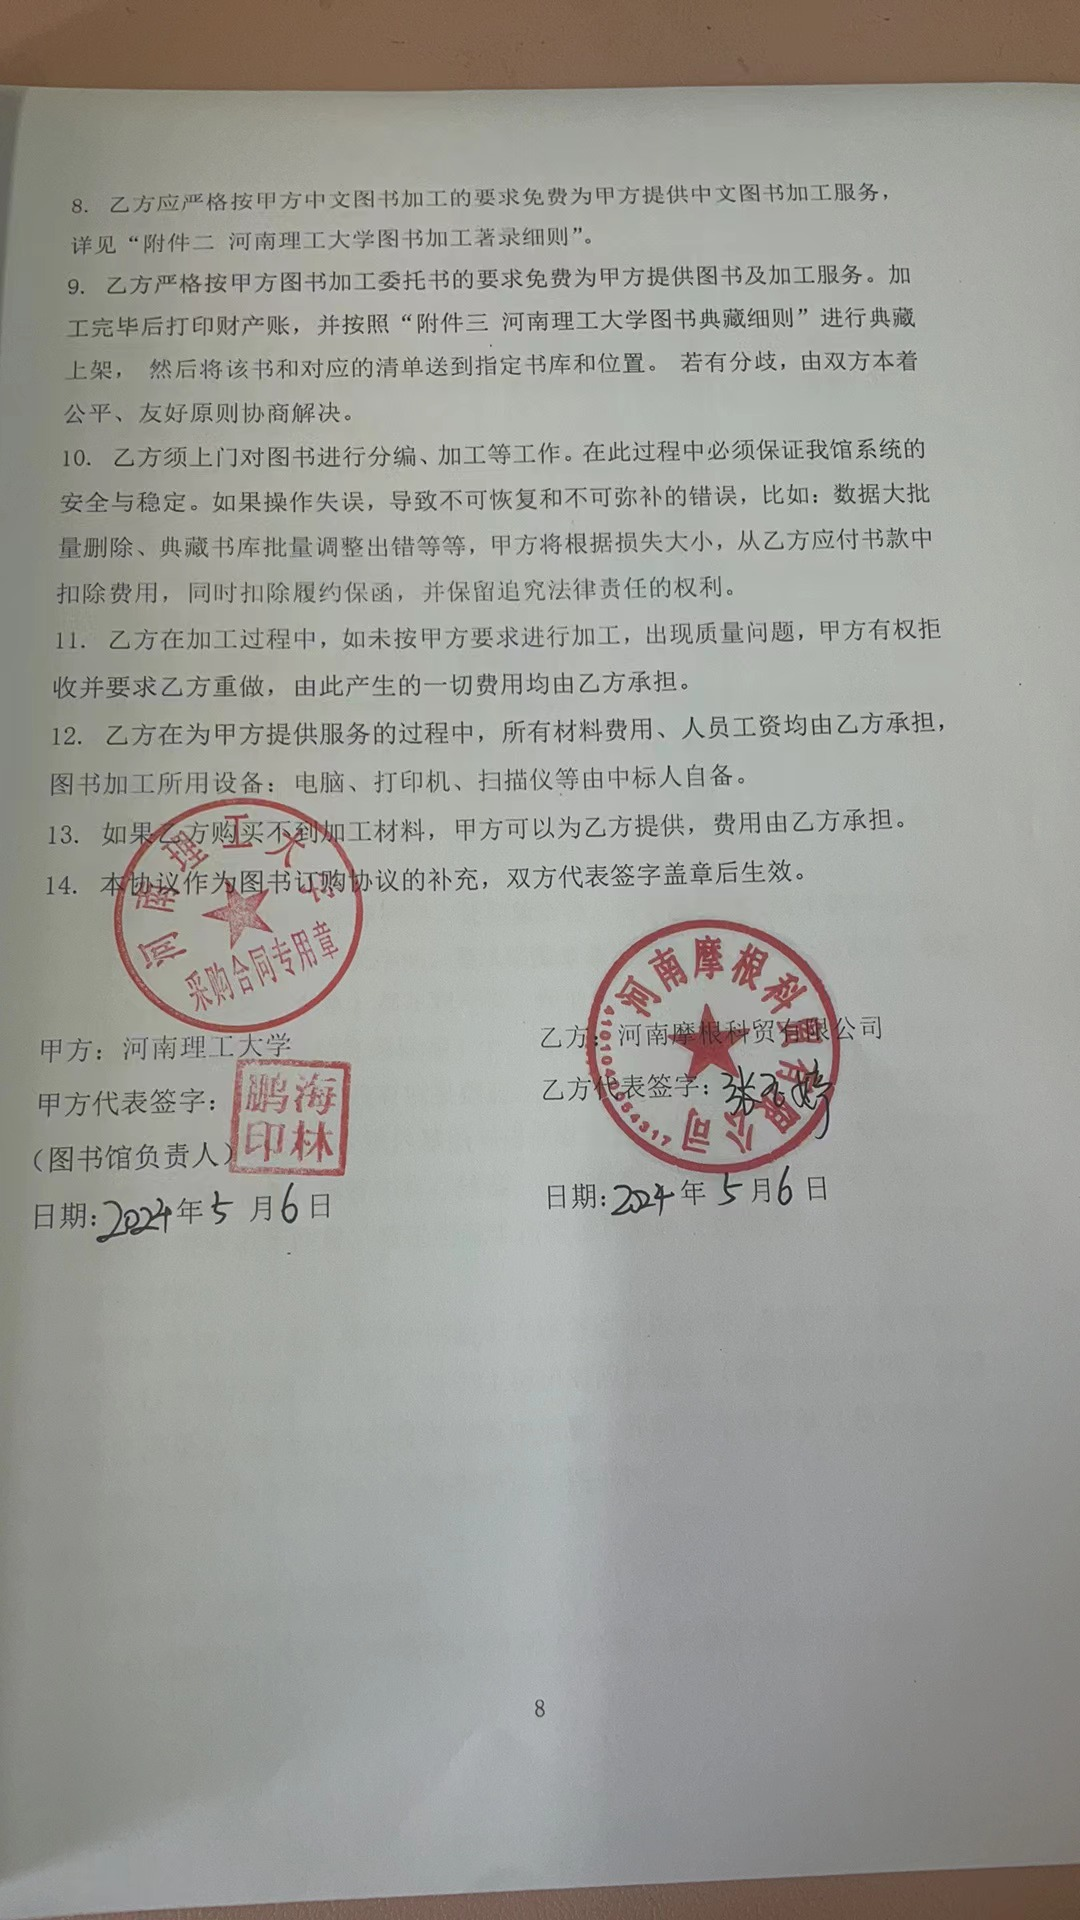 8. 乙方应严格按甲方中文图书加工的要求免费为甲方提供中文图书加工服务，
详见“附件二 河南理工大学图书加工著录细则”。
9. 乙方严格按甲方图书加工委托书的要求免费为甲方提供图书及加工服务。加
工完毕后打印财产账，并按照“附件三 河南理工大学图书典藏细则”进行典藏
上架， 然后将该书和对应的清单送到指定书库和位置。 若有分歧，由双方本着
公平、友好原则协商解决。
10. 乙方须上门对图书进行分编、加工等工作。在此过程中必须保证我馆系统的
安全与稳定。如果操作失误，导致不可恢复和不可弥补的错误，比如：数据大批
量删除、典藏书库批量调整出错等等，甲方将根据损失大小，从乙方应付书款中
扣除费用，同时扣除履约保函，并保留追究法律责任的权利。
11. 乙方在加工过程中，如未按甲方要求进行加工，出现质量问题，甲方有权拒
收并要求乙方重做，由此产生的一切费用均由乙方承担。
12. 乙方在为甲方提供服务的过程中，所有材料费用、人员工资均由乙方承担，
图书加工所用设备：电脑、打印机、扫描仪等由中标人自备。
13. 如果乙方购买不到加工材料，甲方可以为乙方提供，费用由乙方承担。
14. 本协议作为图书订购协议的补充，双方代表签字盖章后生效。
河南理工大学
采购合同专用章
河南摩根科贸有限公司
甲方：河南理工大学
乙方：河南摩根科贸有限公司
甲方代表签字：
海林鹏印
乙方代表签字：
（图书馆负责人）
日期：2024年5月6日
日期：2024年5月6日
8